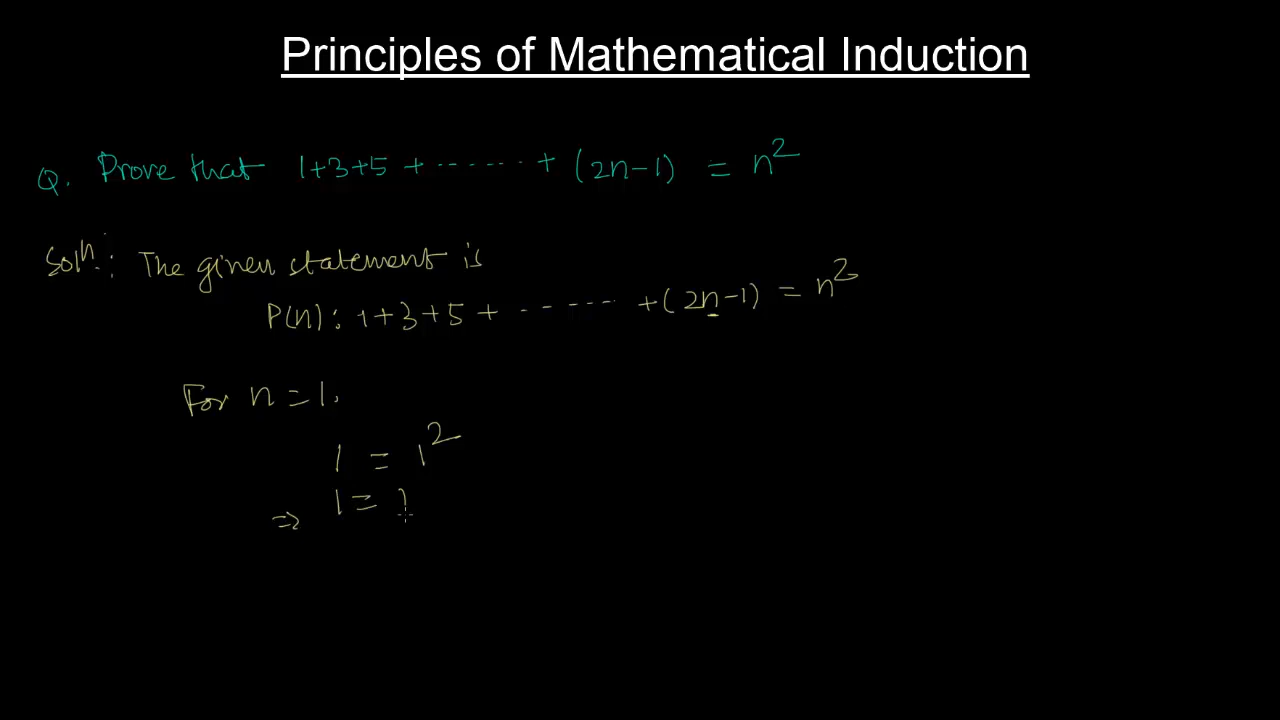 Principles of Mathematical Induction
Q. Prove that 1+3+5 + ······· + (2n-1) = n²
Solⁿ.: The given statement is
P(n): 1+3+5 + ······· +(2n-1) = n²
For n=1,
1 = 1²
⇒ 1 = 1